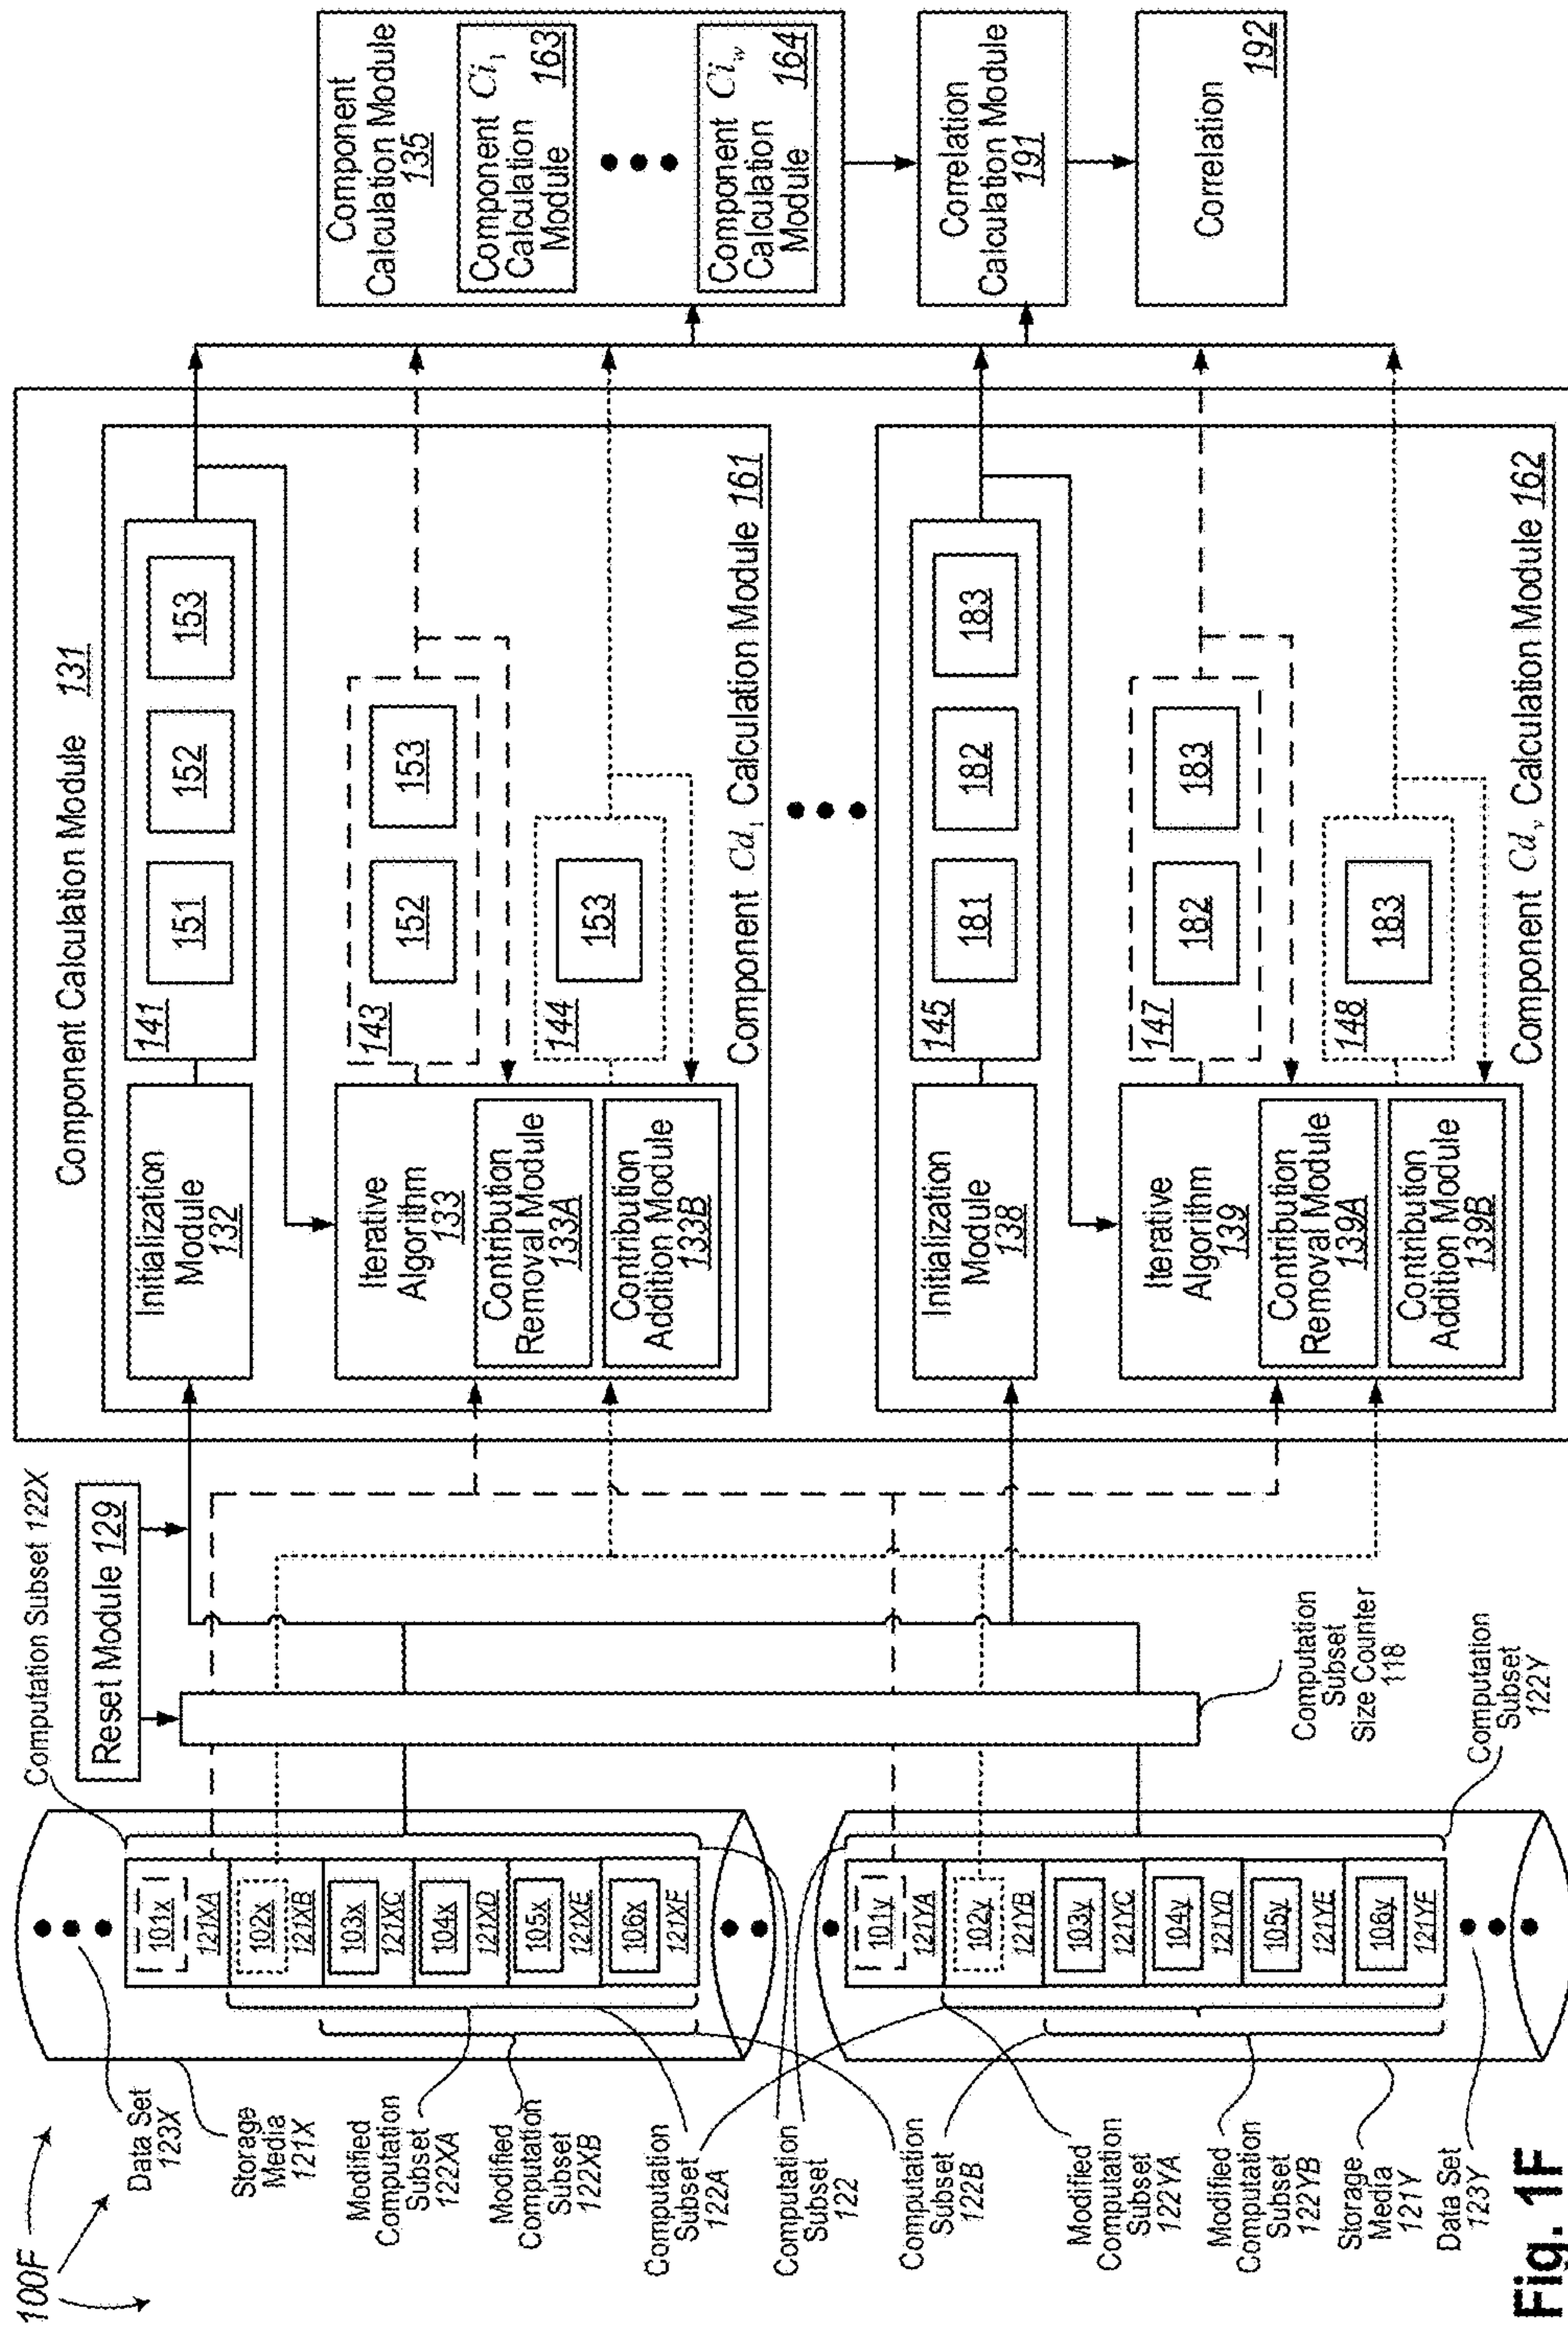 100F
Data Set
123X
Storage
Media
121X
Modified
Computation
Subset
122XA
Modified
Computation
Subset
122XB
Computation
Subset
122A
Computation
Subset
122
Computation
Subset
122B
Modified
Computation
Subset
122YA
Modified
Computation
Subset
122YB
Storage
Media
121Y
Data Set
123Y
Computation Subset 122X
101x
121XA
102x
121XB
103x
121XC
104x
121XD
105x
121XE
106x
121XF
101y
121YA
102y
121YB
103y
121YC
104y
121YD
105y
121YE
106y
121YF
Computation
Subset
122Y
Reset Module 129
Computation
Subset
Size Counter
118
Component Calculation Module 131
Initialization
Module
132
141
151
152
153
Iterative
Algorithm
133
Contribution
Removal Module
133A
Contribution
Addition Module
133B
143
152
153
144
153
Component Cd1 Calculation Module 161
Initialization
Module
138
145
181
182
183
Iterative
Algorithm
139
Contribution
Removal Module
139A
Contribution
Addition Module
139B
147
182
183
148
183
Component Cdv Calculation Module 162
Component
Calculation Module
135
Component Ci1
Calculation
Module 163
Component Ciw
Calculation
Module 164
Correlation
Calculation Module
191
Correlation
192
Fig. 1F